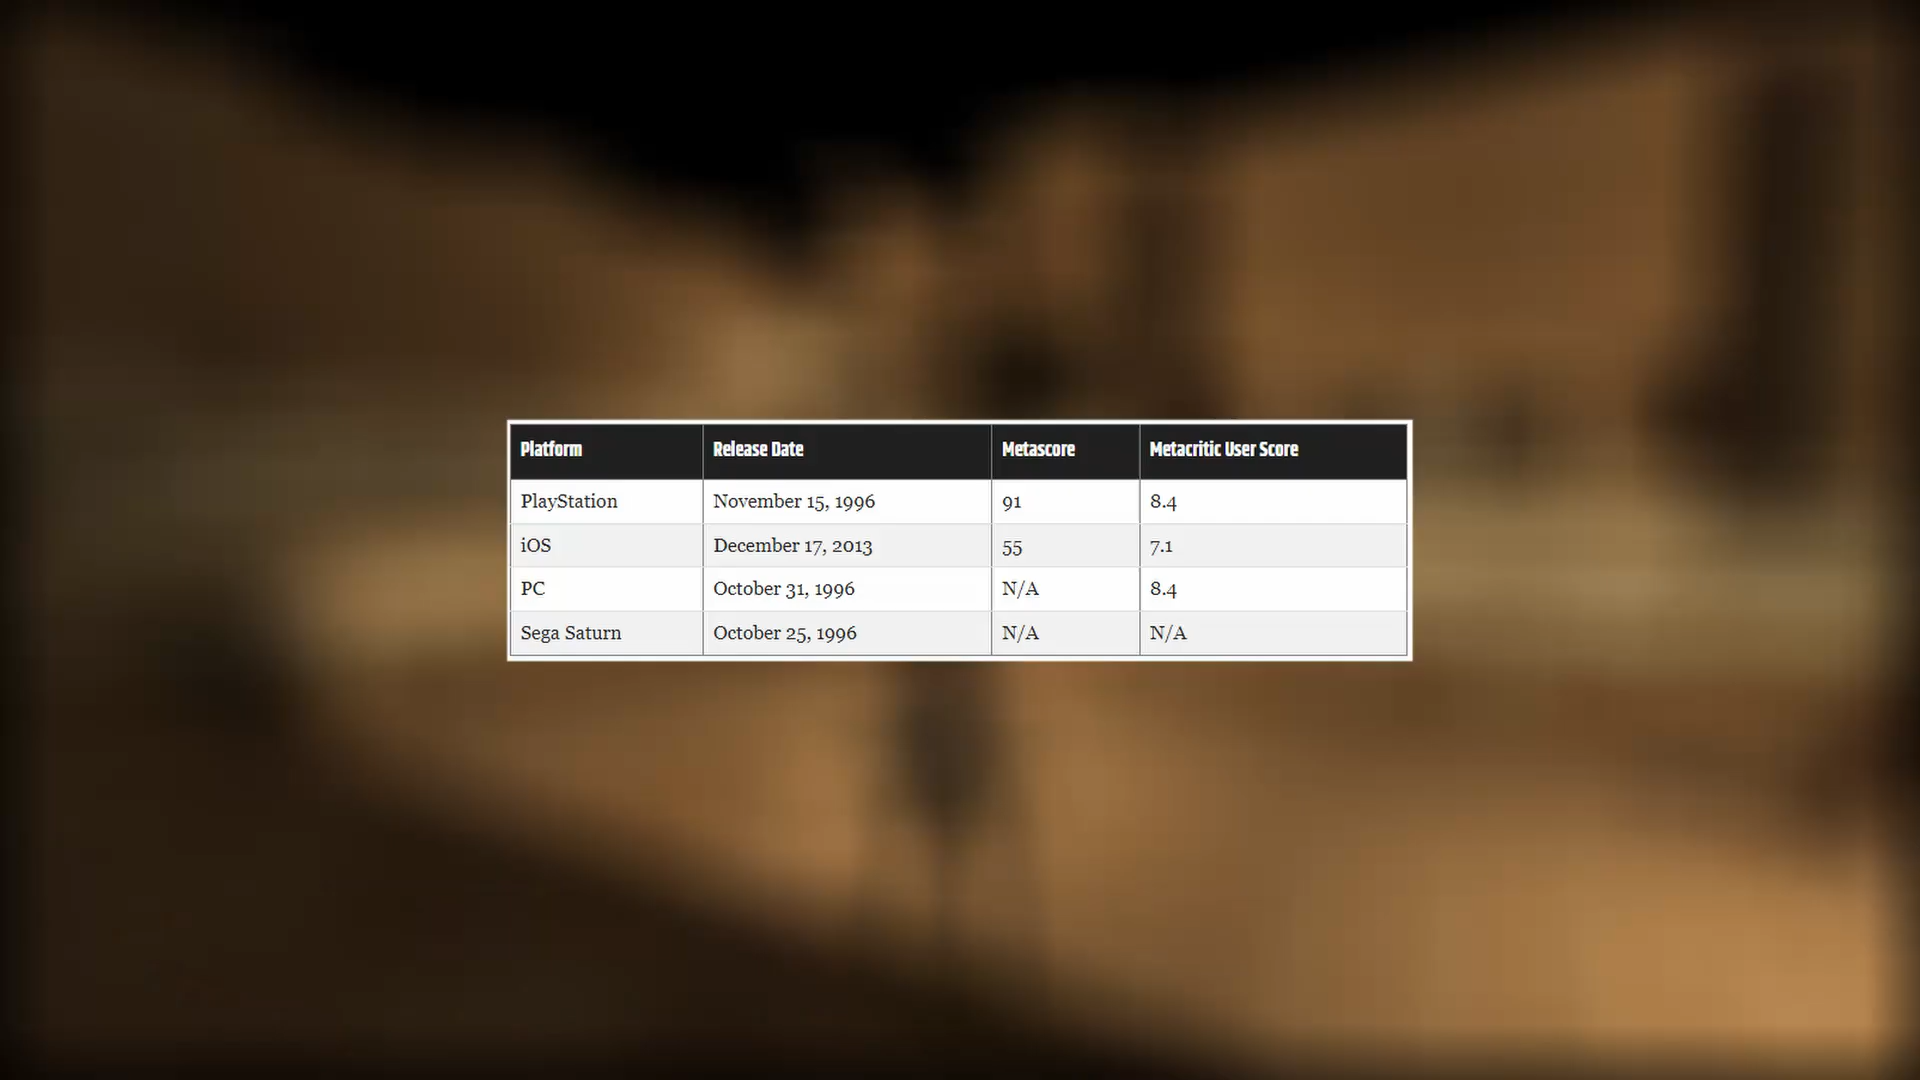 Platform Release Date Metascore Metacritic User Score
PlayStation November 15, 1996 91 8.4
iOS December 17, 2013 55 7.1
PC October 31, 1996 N/A 8.4
Sega Saturn October 25, 1996 N/A N/A